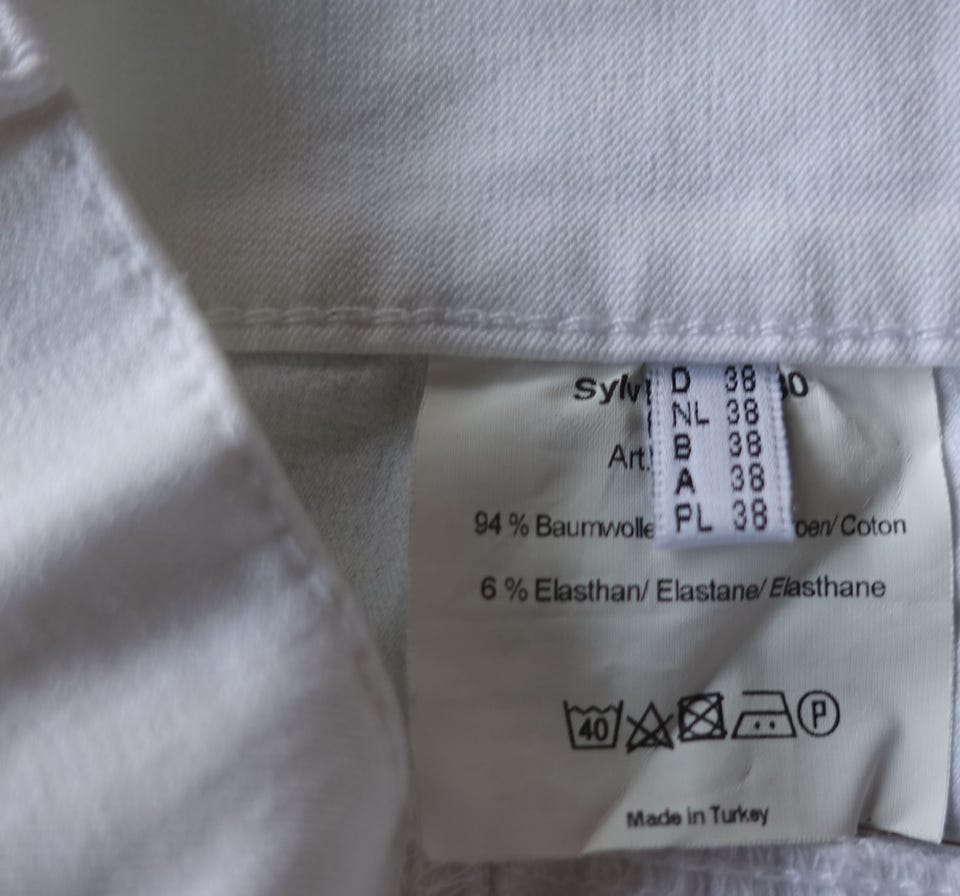 D 38
NL 38
B 38
A 38
PL 38
Art.
94 % Baumwolle / Coton
6 % Elasthan/ Elastane/ Elasthane
40
P
Made in Turkey